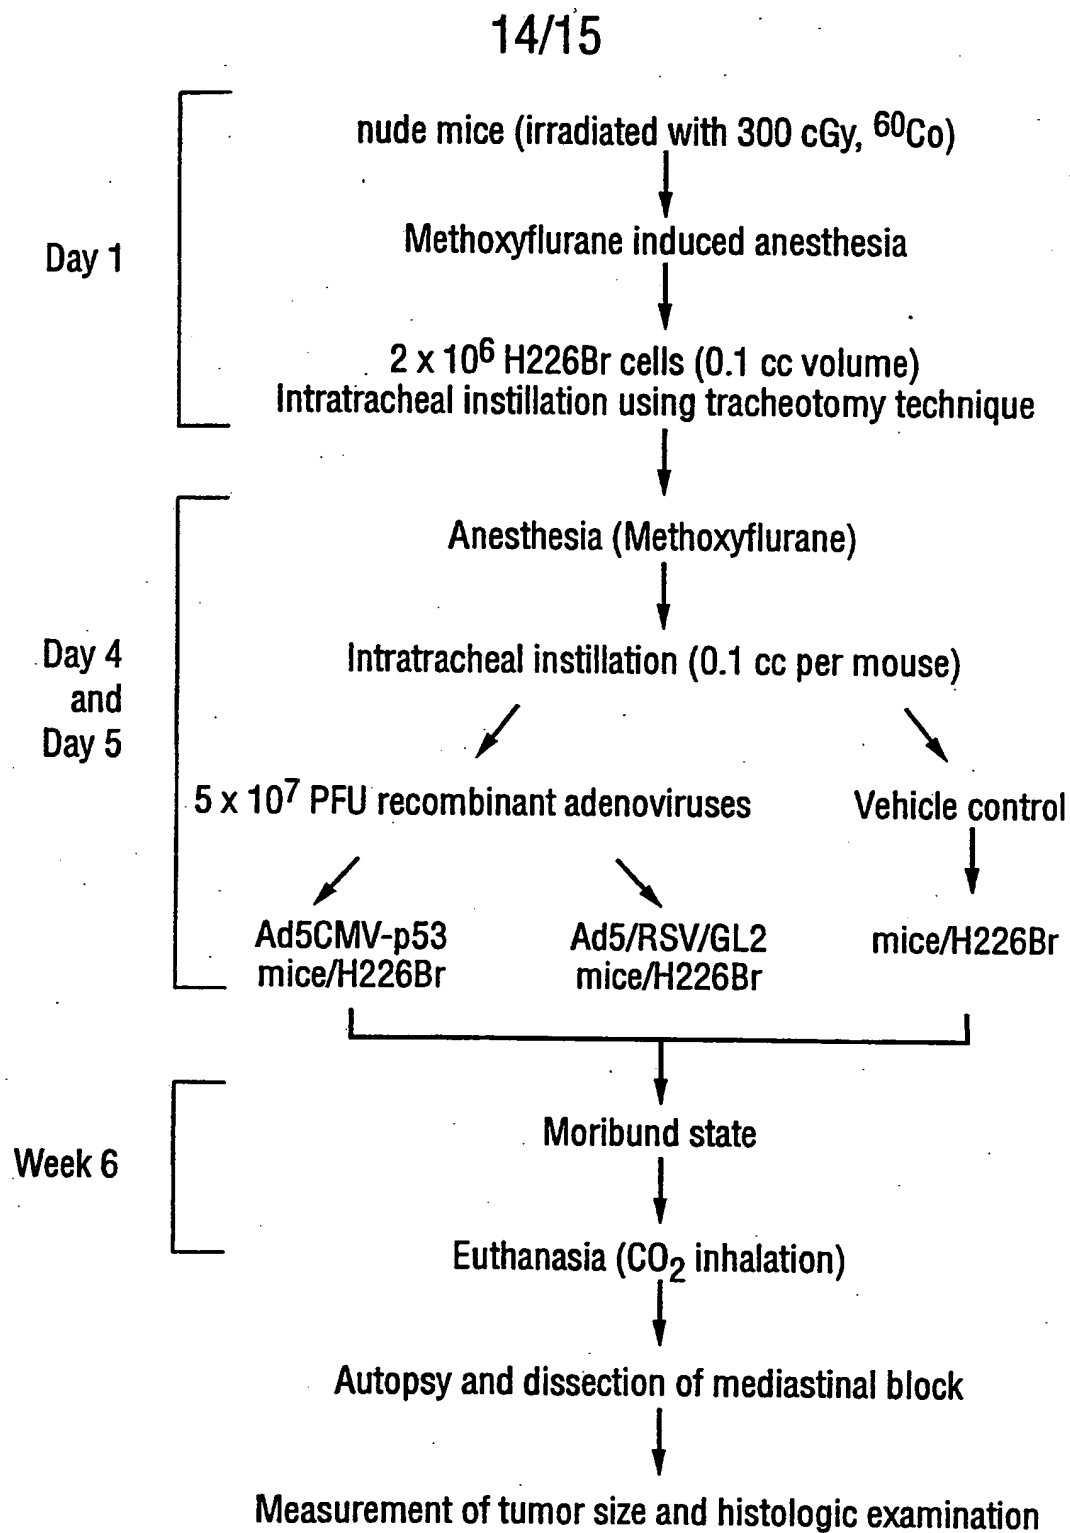 14/15
nude mice (irradiated with 300 cGy, ⁶⁰Co)
Day 1
Methoxyflurane induced anesthesia
2 x 10⁶ H226Br cells (0.1 cc volume)
Intratracheal instillation using tracheotomy technique
Anesthesia (Methoxyflurane)
Day 4
and
Day 5
Intratracheal instillation (0.1 cc per mouse)
5 x 10⁷ PFU recombinant adenoviruses
Vehicle control
Ad5CMV-p53
mice/H226Br
Ad5/RSV/GL2
mice/H226Br
mice/H226Br
Week 6
Moribund state
Euthanasia (CO₂ inhalation)
Autopsy and dissection of mediastinal block
Measurement of tumor size and histologic examination